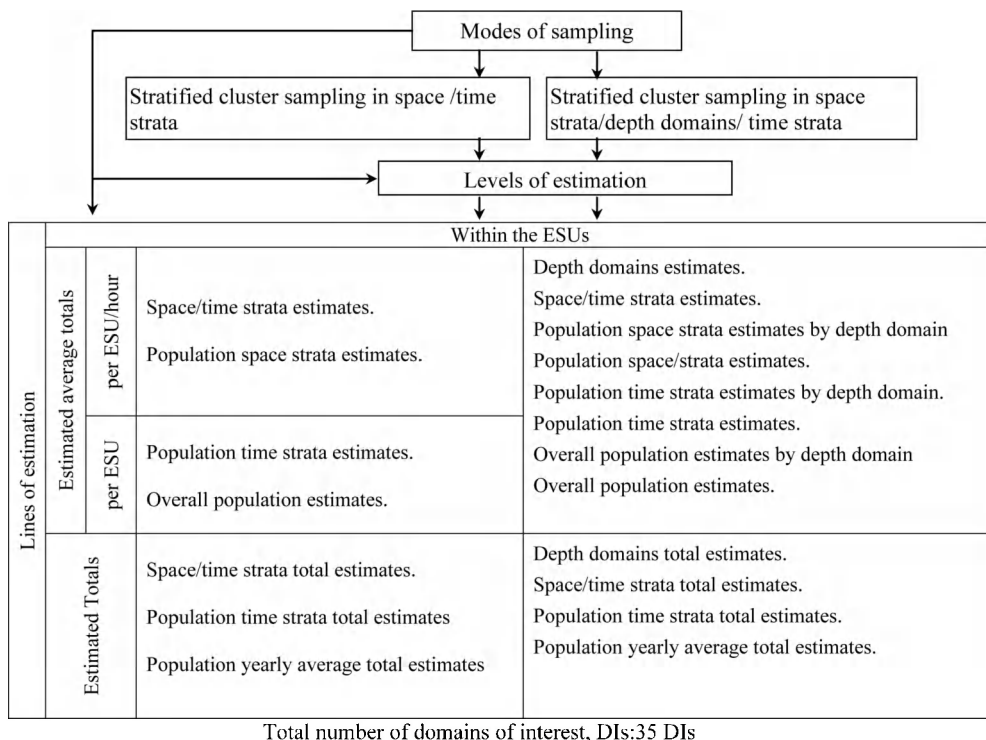 Modes of sampling
Stratified cluster sampling in space /time
strata
Stratified cluster sampling in space
strata/depth domains/ time strata
Levels of estimation
Within the ESUs
Lines of estimation
Estimated average totals
per ESU/hour
Space/time strata estimates.
Population space strata estimates.
per ESU
Population time strata estimates.
Overall population estimates.
Depth domains estimates.
Space/time strata estimates.
Population space strata estimates by depth domain
Population space/strata estimates.
Population time strata estimates by depth domain.
Population time strata estimates.
Overall population estimates by depth domain
Overall population estimates.
Estimated Totals
Space/time strata total estimates.
Population time strata total estimates
Population yearly average total estimates
Depth domains total estimates.
Space/time strata total estimates.
Population time strata total estimates.
Population yearly average total estimates.
Total number of domains of interest, DIs:35 DIs